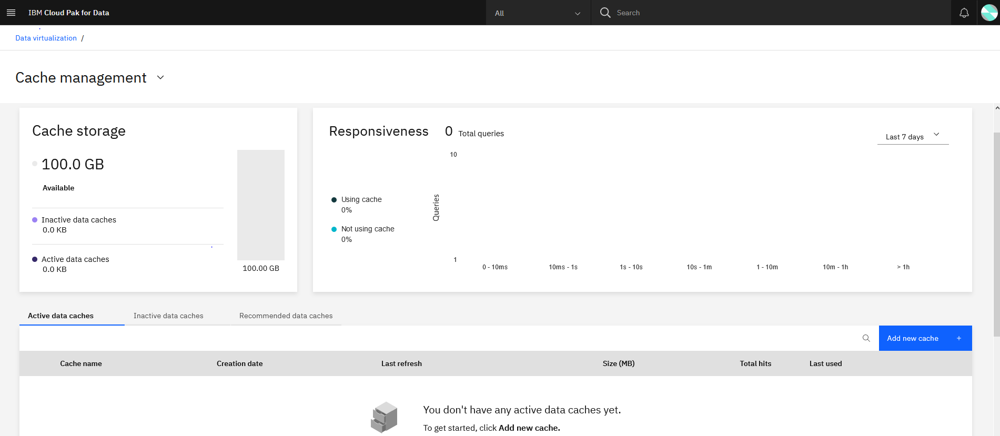 IBM Cloud Pak for Data
All
Search
Data virtualization /
Cache management
Cache storage
100.0 GB
Available
Inactive data caches
0.0 KB
Active data caches
0.0 KB
100.00 GB
Responsiveness 0 Total queries
Last 7 days
10
Using cache
0%
Queries
Not using cache
0%
1
0 - 10ms 10ms - 1s 1s - 10s 10s - 1m 1 - 10m 10m - 1h > 1h
Active data caches Inactive data caches Recommended data caches
Add new cache +
Cache name Creation date Last refresh Size (MB) Total hits Last used
You don't have any active data caches yet.
To get started, click Add new cache.